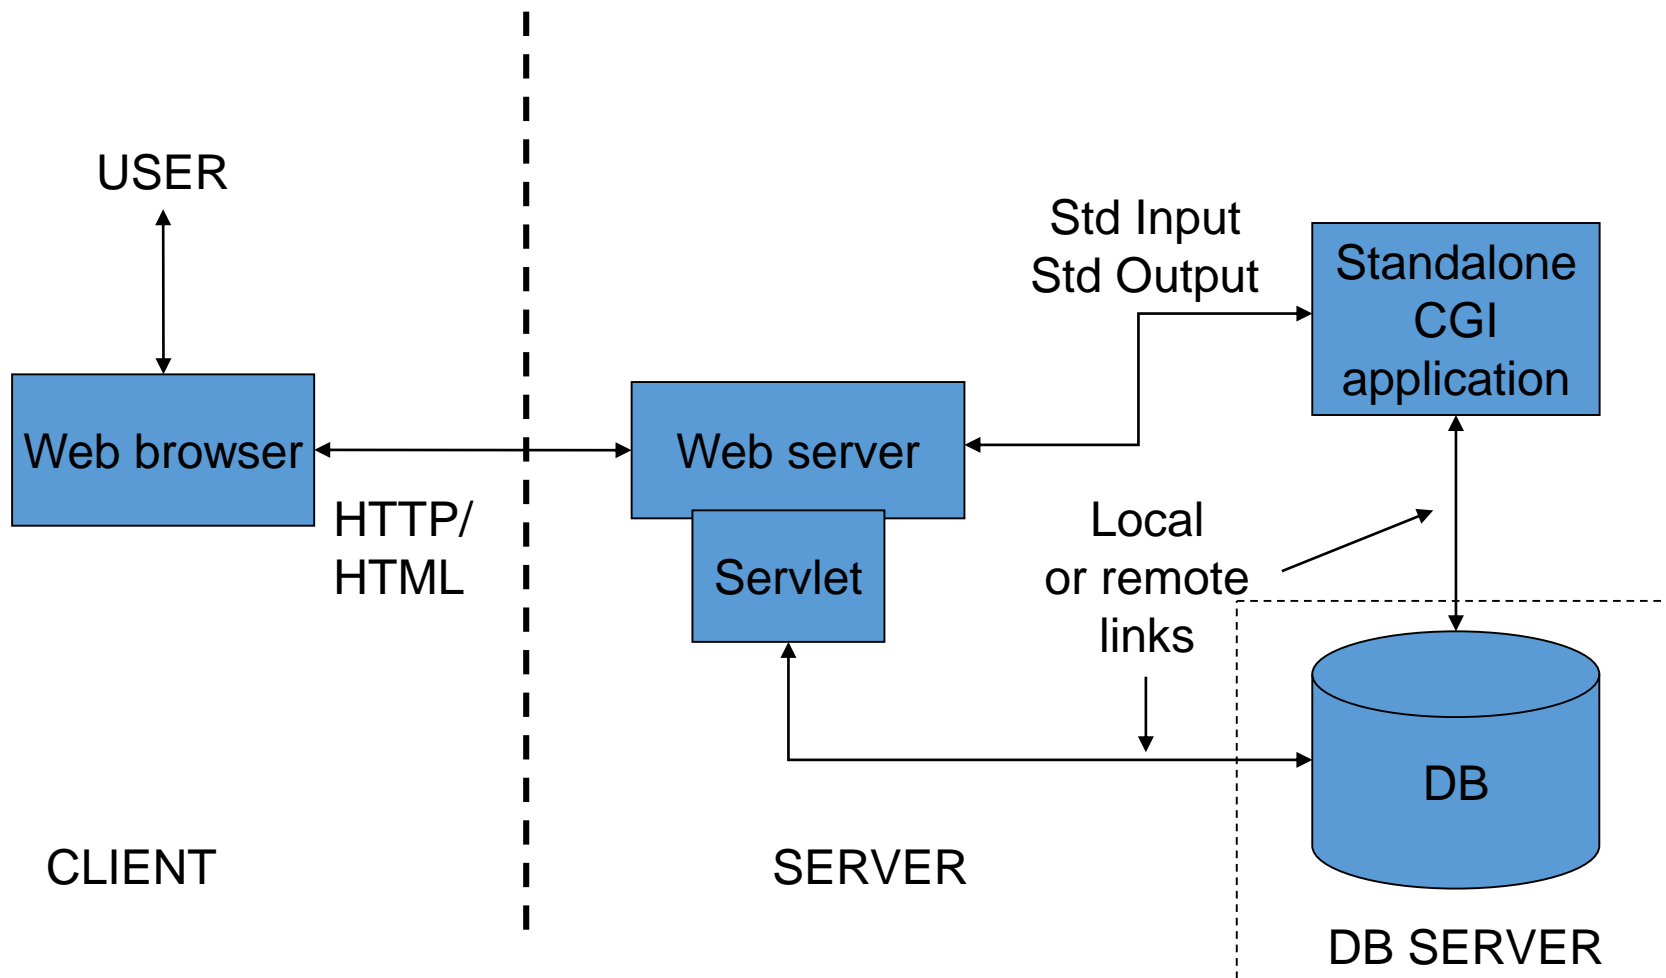 USER
Web browser
HTTP/
HTML
CLIENT
Web server
Servlet
SERVER
Std Input
Std Output
Standalone
CGI
application
Local
or remote
links
DB
DB SERVER